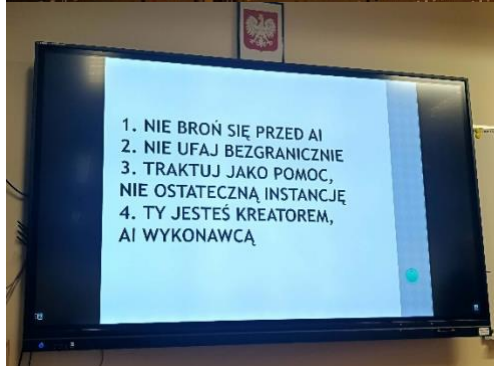 1. NIE BROŃ SIĘ PRZED AI
2. NIE UFAJ BEZGRANICZNIE
3. TRAKTUJ JAKO POMOC,
NIE OSTATECZNĄ INSTANCJĘ
4. TY JESTEŚ KREATOREM,
AI WYKONAWCĄ